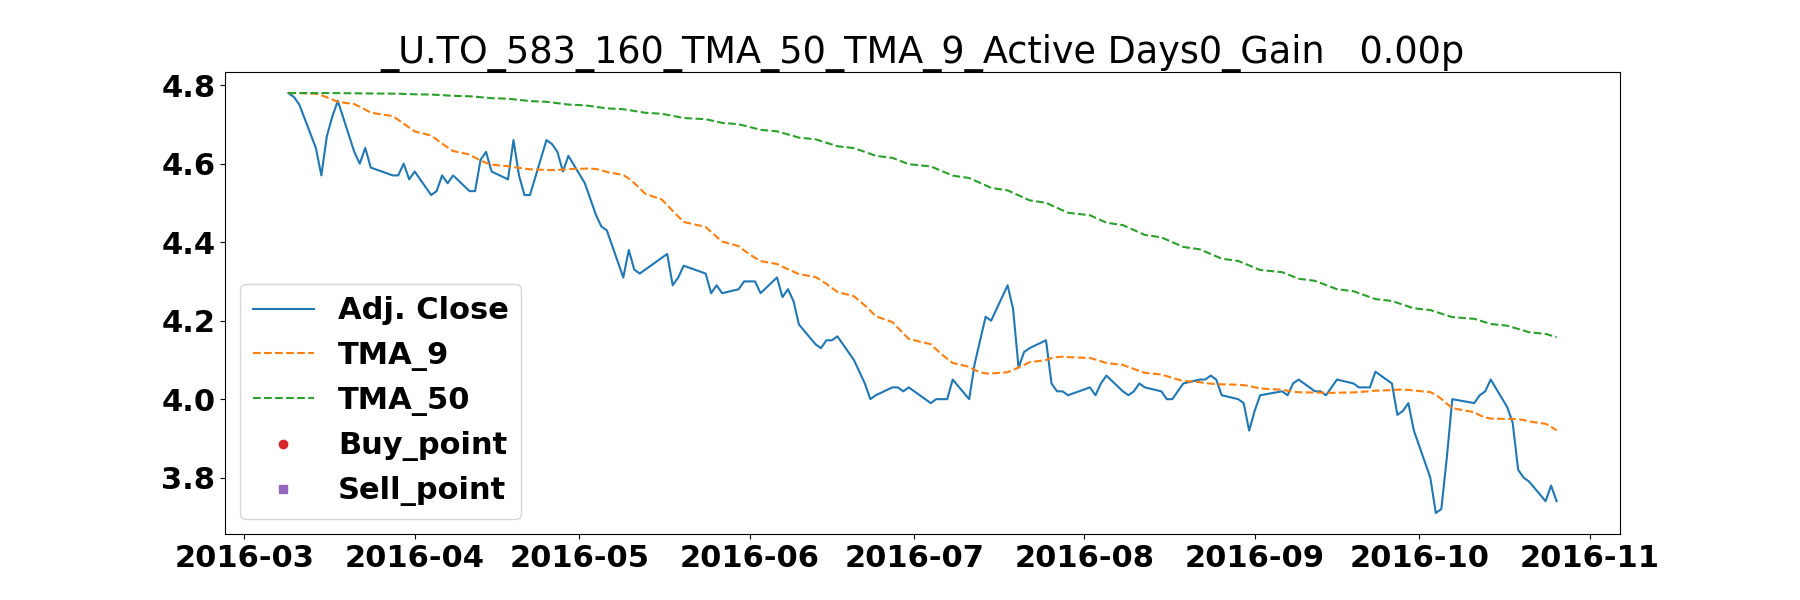 _U.TO_583_160_TMA_50_TMA_9_Active Days0_Gain   0.00p
4.8
4.6
4.4
4.2
4.0
3.8
Adj. Close
TMA_9
TMA_50
Buy_point
Sell_point
2016-03 2016-04 2016-05 2016-06 2016-07 2016-08 2016-09 2016-10 2016-11